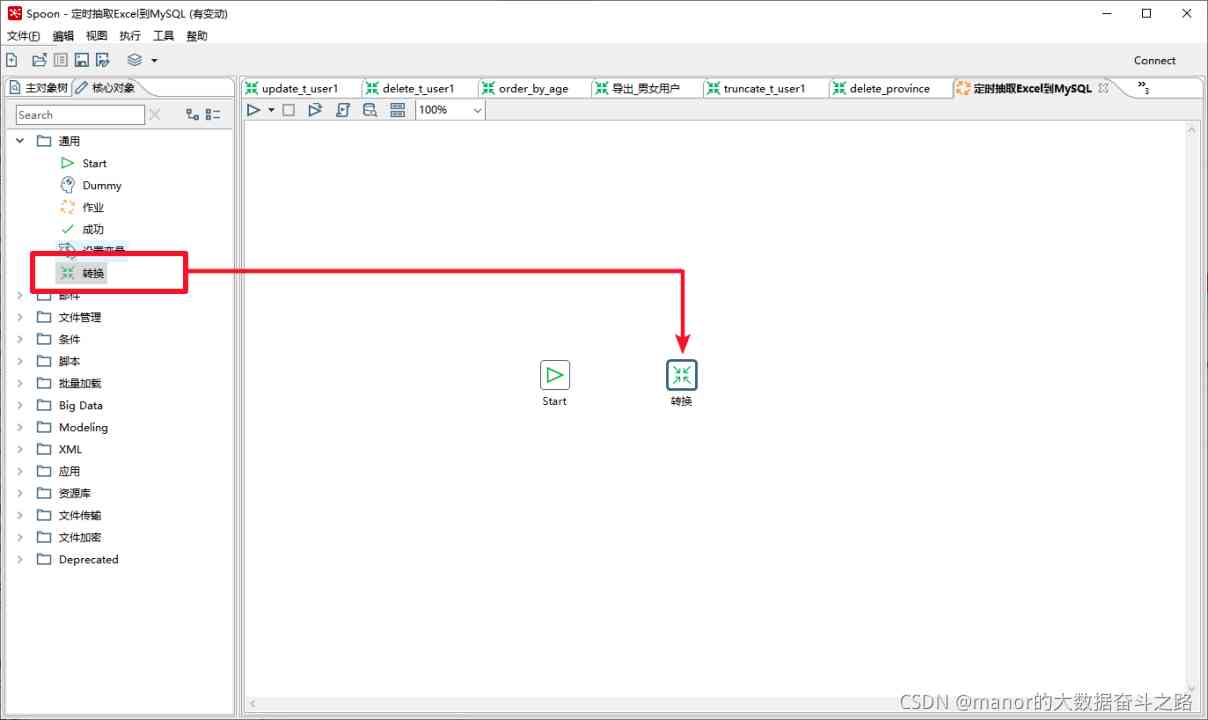 Spoon - 定时抽取Excel到MySQL (有变动)
文件(F) 编辑 视图 执行 工具 帮助
Connect
主对象树 核心对象
update_t_user1 delete_t_user1 order_by_age 导出_男女用户 truncate_t_user1 delete_province 定时抽取Excel到MySQL »3
Search
100%
通用
Start
Dummy
作业
成功
设置变量
转换
部件
文件管理
条件
脚本
批量加载
Big Data
Modeling
XML
应用
资源库
文件传输
文件加密
Deprecated
Start
转换
CSDN @manor的大数据奋斗之路